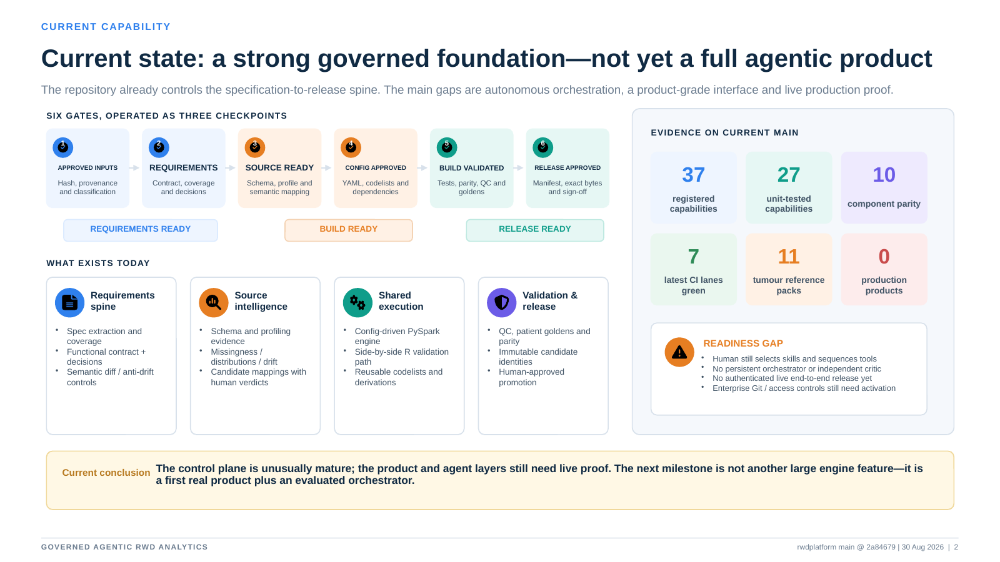 CURRENT CAPABILITY
Current state: a strong governed foundation—not yet a full agentic product
The repository already controls the specification-to-release spine. The main gaps are autonomous orchestration, a product-grade interface and live production proof.
SIX GATES, OPERATED AS THREE CHECKPOINTS
1
APPROVED INPUTS
Hash, provenance
and classification
2
REQUIREMENTS
Contract, coverage
and decisions
3
SOURCE READY
Schema, profile and
semantic mapping
4
CONFIG APPROVED
YAML, codelists and
dependencies
5
BUILD VALIDATED
Tests, parity, QC and
goldens
6
RELEASE APPROVED
Manifest, exact bytes
and sign-off
REQUIREMENTS READY
BUILD READY
RELEASE READY
WHAT EXISTS TODAY
Requirements
spine
• Spec extraction and
coverage
• Functional contract +
decisions
• Semantic diff / anti-drift
controls
Source
intelligence
• Schema and profiling
evidence
• Missingness /
distributions / drift
• Candidate mappings with
human verdicts
Shared
execution
• Config-driven PySpark
engine
• Side-by-side R validation
path
• Reusable codelists and
derivations
Validation &
release
• QC, patient goldens and
parity
• Immutable candidate
identities
• Human-approved
promotion
EVIDENCE ON CURRENT MAIN
37
registered
capabilities
27
unit-tested
capabilities
10
component parity
7
latest CI lanes
green
11
tumour reference
packs
0
production
products
READINESS GAP
• Human still selects skills and sequences tools
• No persistent orchestrator or independent critic
• No authenticated live end-to-end release yet
• Enterprise Git / access controls still need activation
Current conclusion
The control plane is unusually mature; the product and agent layers still need live proof. The next milestone is not another large engine feature—it is
a first real product plus an evaluated orchestrator.
GOVERNED AGENTIC RWD ANALYTICS
rwdplatform main @ 2a84679 | 30 Aug 2026 | 2